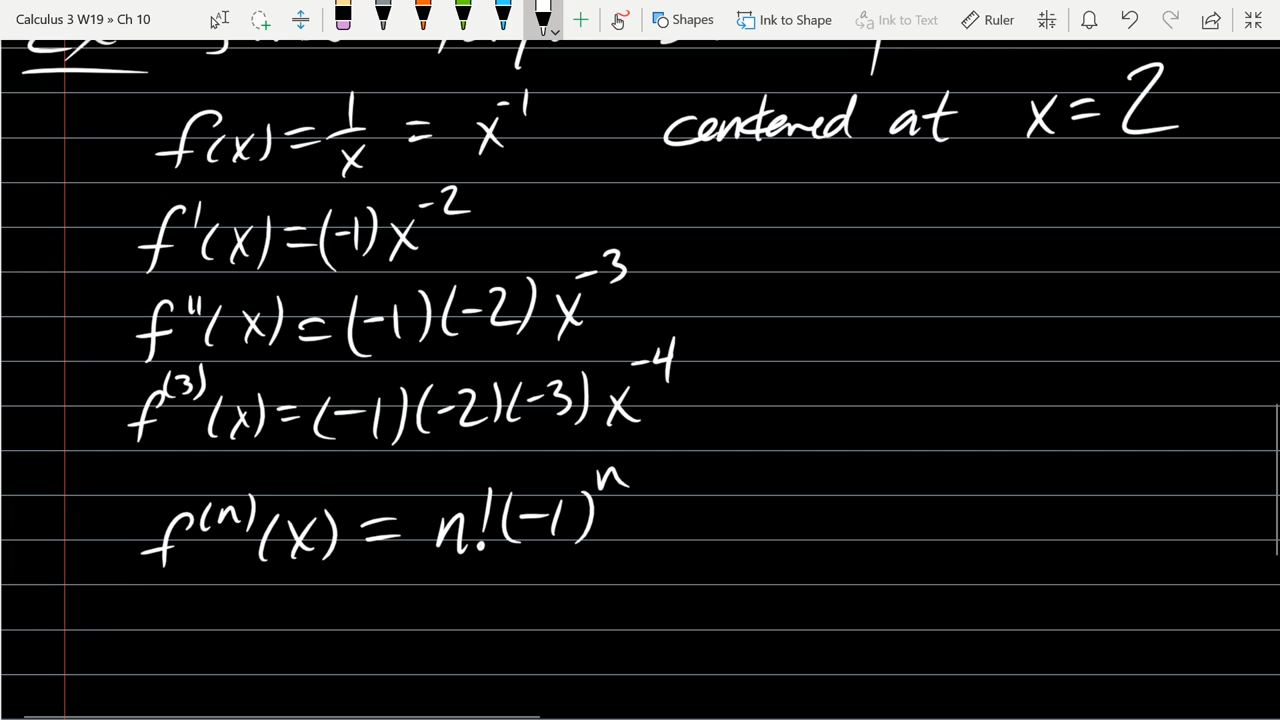 Calculus 3 W19 » Ch 10
Shapes Ink to Shape Ink to Text Ruler
f(x) = 1/x = x^{-1} centered at x = 2
f'(x) = (-1)x^{-2}
f''(x) = (-1)(-2)x^{-3}
f^{(3)}(x) = (-1)(-2)(-3)x^{-4}
f^{(n)}(x) = n!(-1)^n